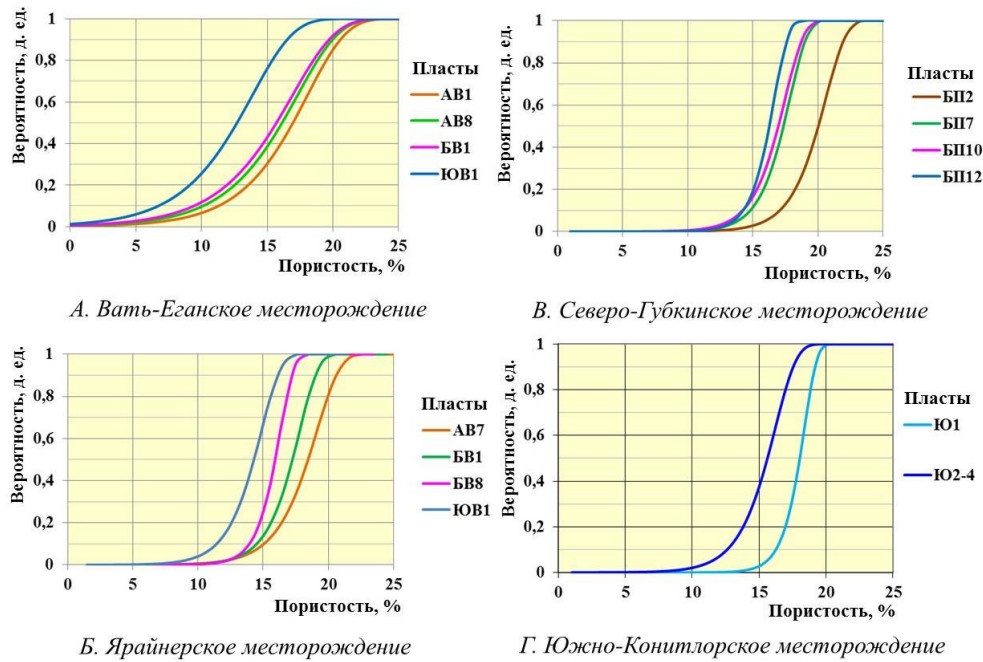 Вероятность, д. ед.
1
0,8
0,6
0,4
0,2
0
0 5 10 15 20 25
Пористость, %
Пласты
АВ1
АВ8
БВ1
ЮВ1
А. Вать-Еганское месторождение
Вероятность, д. ед.
1
0,8
0,6
0,4
0,2
0
0 5 10 15 20 25
Пористость, %
Пласты
БП2
БП7
БП10
БП12
В. Северо-Губкинское месторождение
Вероятность, д. ед.
1
0,8
0,6
0,4
0,2
0
0 5 10 15 20 25
Пористость, %
Пласты
АВ7
БВ1
БВ8
ЮВ1
Б. Ярайнерское месторождение
Вероятность, д. ед.
1
0,8
0,6
0,4
0,2
0
0 5 10 15 20 25
Пористость, %
Пласты
Ю1
Ю2-4
Г. Южно-Конитлорское месторождение